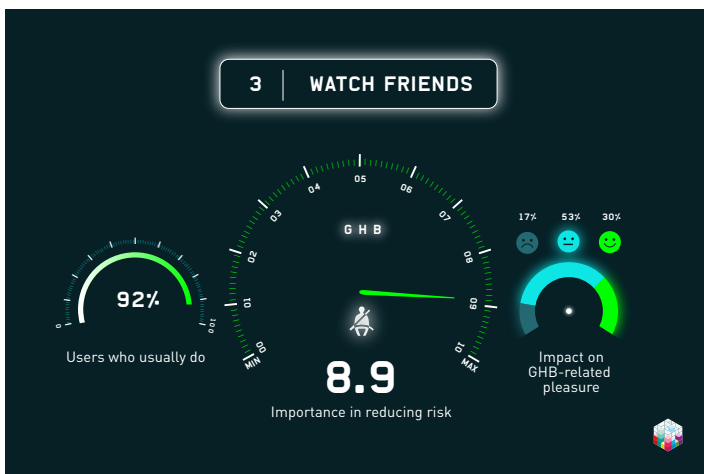 3 WATCH FRIENDS
05
04
06
03
07
17% 53% 30%
GHB
02
08
92%
01
09
0
100
00
10
MIN
MAX
Users who usually do
8.9
Importance in reducing risk
Impact on
GHB-related
pleasure